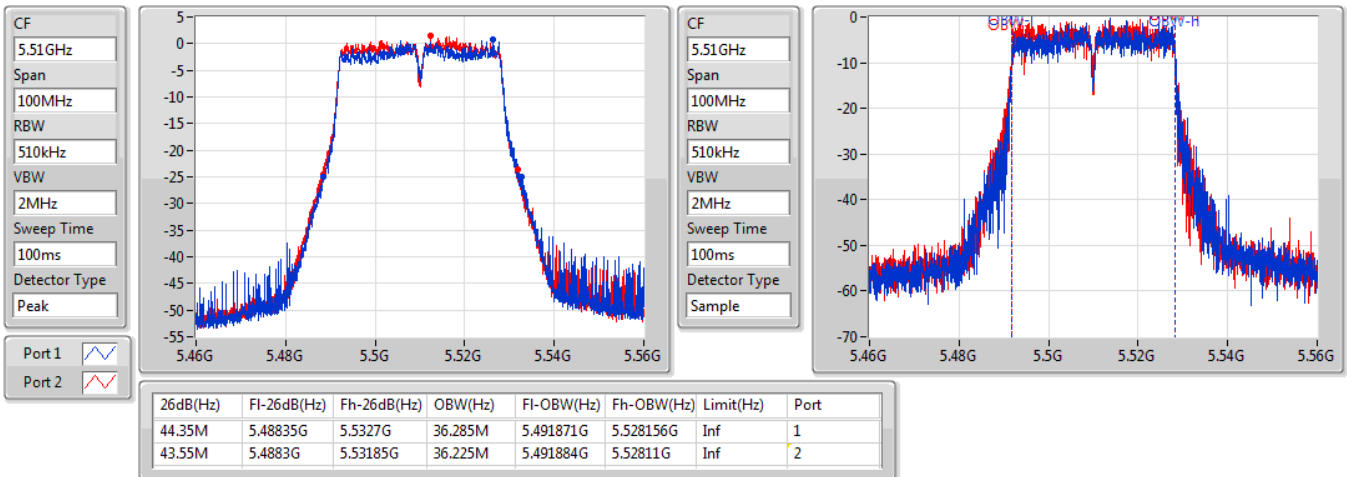 CF
5.51GHz
Span
100MHz
RBW
510kHz
VBW
2MHz
Sweep Time
100ms
Detector Type
Peak
5
0
-5
-10
-15
-20
-25
-30
-35
-40
-45
-50
-55
5.46G 5.48G 5.5G 5.52G 5.54G 5.56G
CF
5.51GHz
Span
100MHz
RBW
510kHz
VBW
2MHz
Sweep Time
100ms
Detector Type
Sample
0
-10
-20
-30
-40
-50
-60
-70
5.46G 5.48G 5.5G 5.52G 5.54G 5.56G
Port 1
Port 2
26dB(Hz) Fl-26dB(Hz) Fh-26dB(Hz) OBW(Hz) Fl-OBW(Hz) Fh-OBW(Hz) Limit(Hz) Port
44.35M 5.48835G 5.5327G 36.285M 5.491871G 5.528156G Inf 1
43.55M 5.4883G 5.53185G 36.225M 5.491884G 5.52811G Inf 2